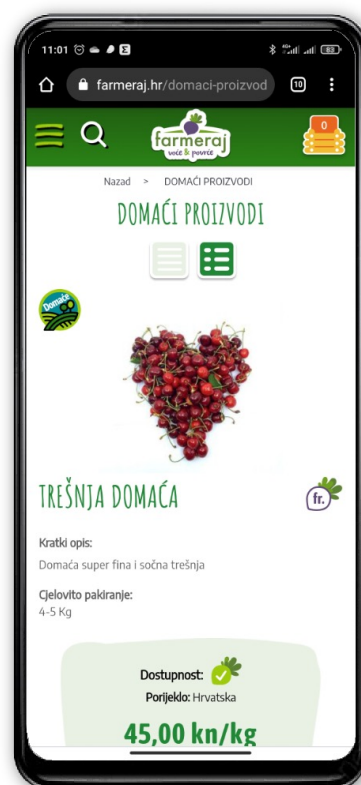 11:01
83
farmeraj.hr/domaci-proizvod
10
farmeraj
voće & povrće
0
Nazad > DOMAĆI PROIZVODI
DOMAĆI PROIZVODI
Domaće
TREŠNJA DOMAĆA
fr.
Kratki opis:
Domaća super fina i sočna trešnja
Cjelovito pakiranje:
4-5 Kg
Dostupnost:
Porijeklo: Hrvatska
45,00 kn/kg